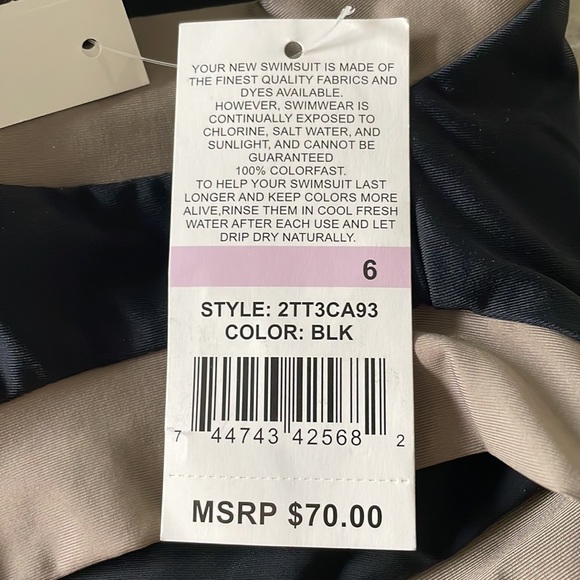 YOUR NEW SWIMSUIT IS MADE OF
THE FINEST QUALITY FABRICS AND
DYES AVAILABLE.
HOWEVER, SWIMWEAR IS
CONTINUALLY EXPOSED TO
CHLORINE, SALT WATER, AND
SUNLIGHT, AND CANNOT BE
GUARANTEED
100% COLORFAST.
TO HELP YOUR SWIMSUIT LAST
LONGER AND KEEP COLORS MORE
ALIVE,RINSE THEM IN COOL FRESH
WATER AFTER EACH USE AND LET
DRIP DRY NATURALLY.
6
STYLE: 2TT3CA93
COLOR: BLK
7 44743 42568 2
MSRP $70.00